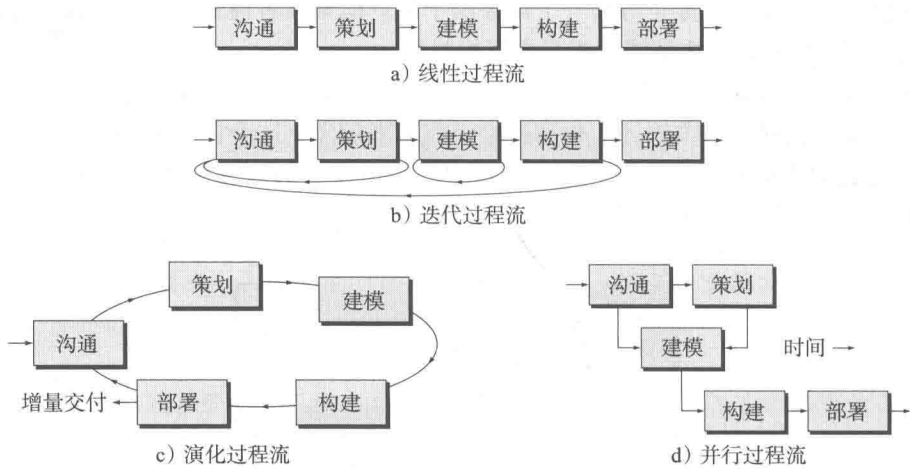 沟通 策划 建模 构建 部署
a）线性过程流
沟通 策划 建模 构建 部署
b）迭代过程流
策划
建模
沟通
增量交付
部署
构建
c）演化过程流
沟通 策划
建模
时间
构建 部署
d）并行过程流